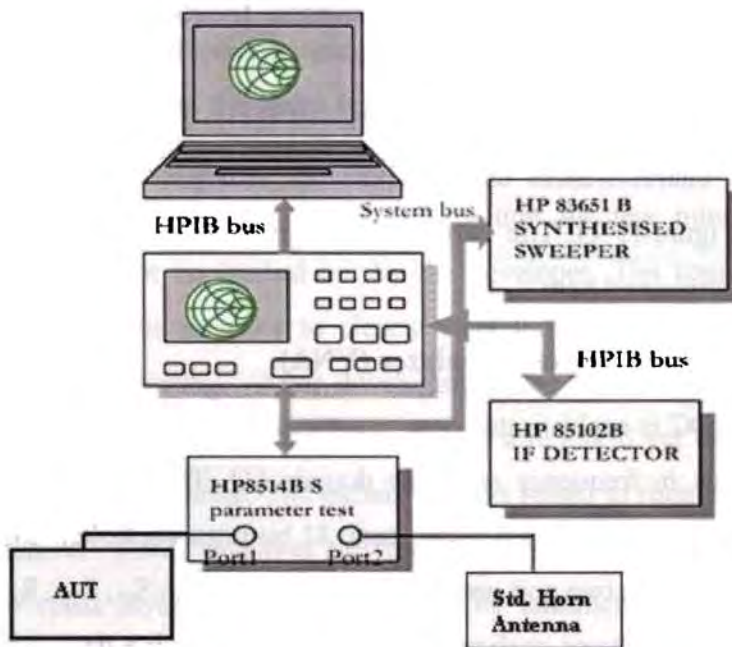 HPIB bus
System bus
HP 83651 B
SYNTHESISED
SWEEPER
HPIB bus
HP 85102B
IF DETECTOR
HP8514B S
parameter test
Port1
Port2
AUT
Std. Horn
Antenna